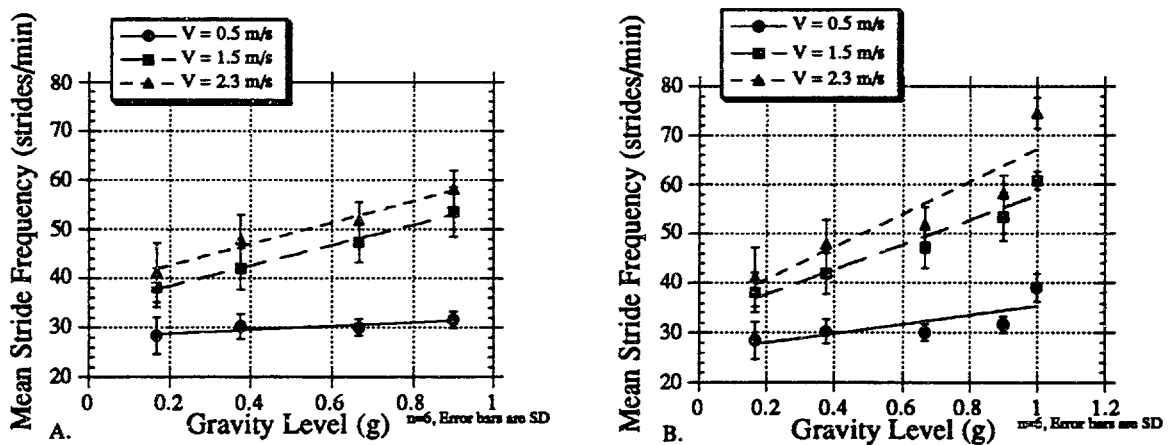 V = 0.5 m/s
V = 1.5 m/s
V = 2.3 m/s
Mean Stride Frequency (strides/min)
80
70
60
50
40
30
20
0
0.2
0.4
0.6
0.8
1
Gravity Level (g)
n=6, Error bars are SD
A.
V = 0.5 m/s
V = 1.5 m/s
V = 2.3 m/s
Mean Stride Frequency (strides/min)
80
70
60
50
40
30
20
0
0.2
0.4
0.6
0.8
1.0
1.2
Gravity Level (g)
Error bars are SD
B.